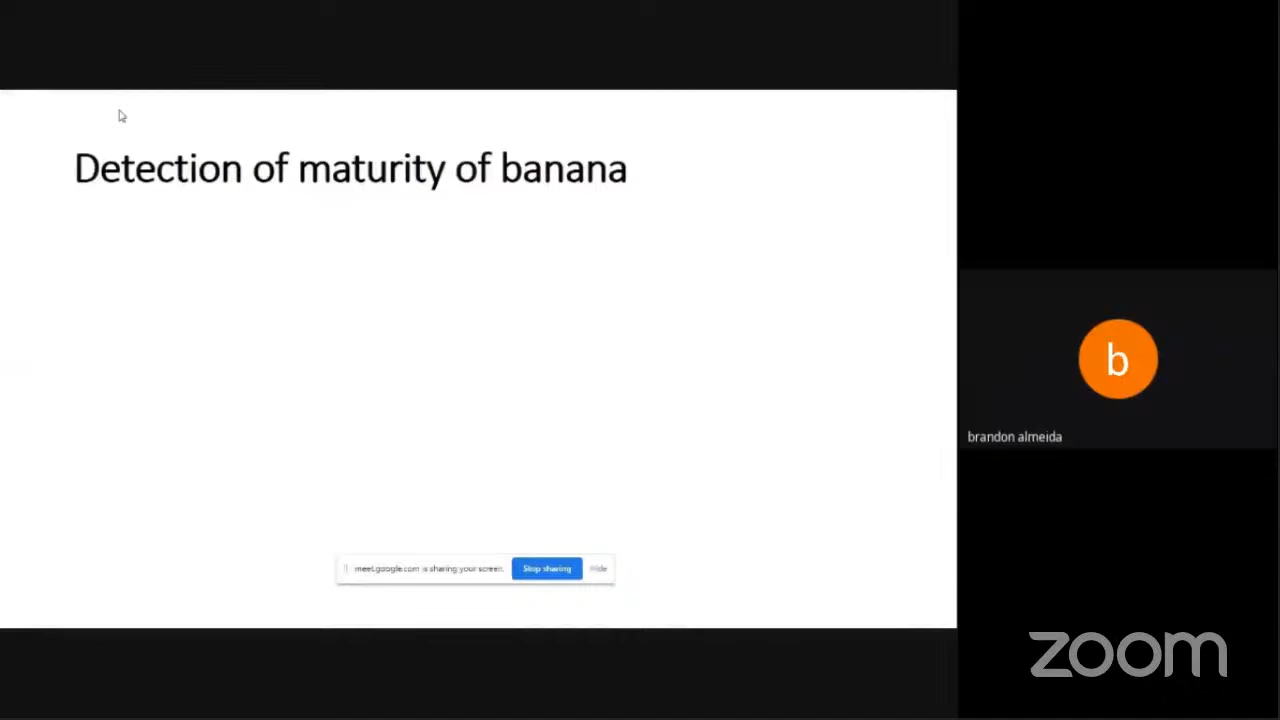 Detection of maturity of banana
meet.google.com is sharing your screen.
Stop sharing
Hide
b
brandon almeida
zoom